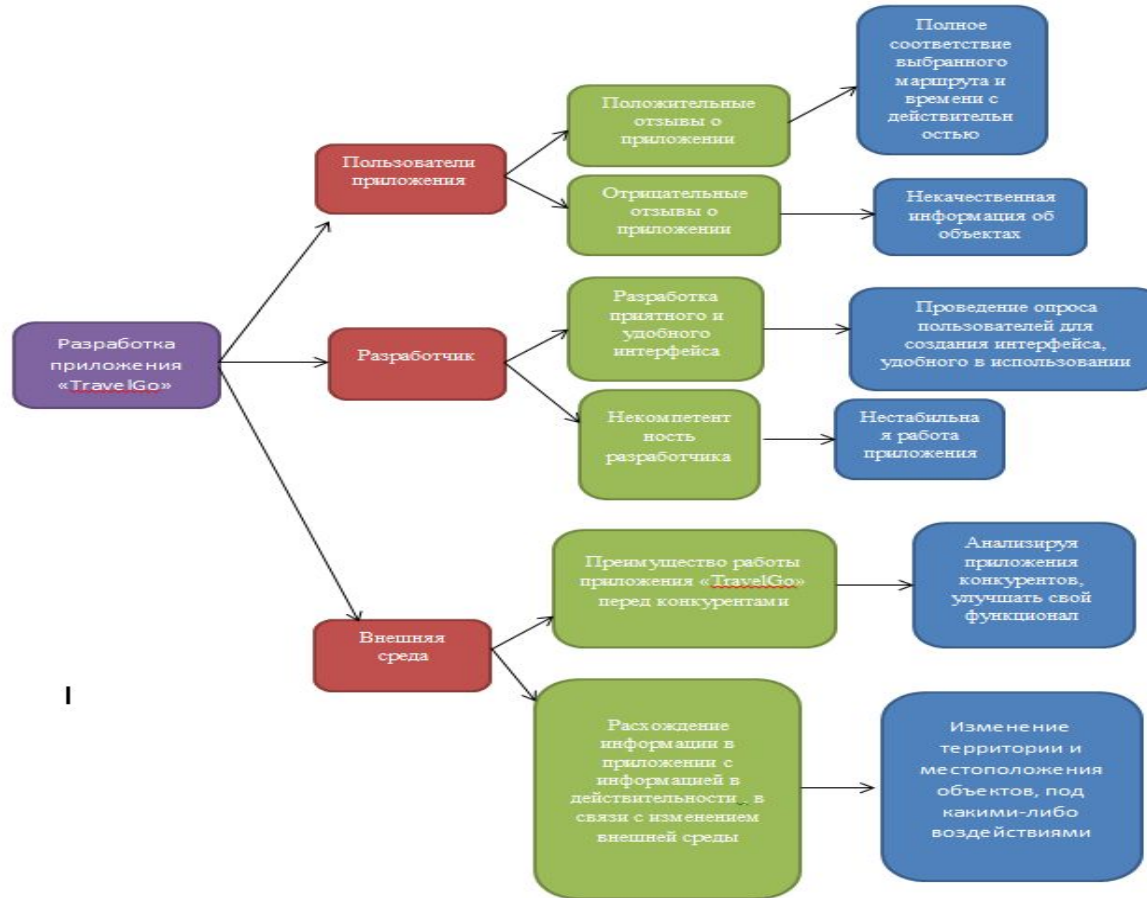 Полное
соответствие
выбранного
маршрута и
времени с
действительн
остью
Положительные
отзывы о
приложении
Пользователи
приложения
Отрицательные
отзывы о
приложении
Некачественная
информация об
объектах
Разработка
приятного и
удобного
интерфейса
Проведение опроса
пользователей для
создания интерфейса,
удобного в использовании
Разработка
приложения
«TravelGo»
Разработчик
Некомпетент
ность
разработчика
Нестабильна
я работа
приложения
Преимущество работы
приложения «TravelGo»
перед конкурентами
Анализируя
приложения
конкурентов,
улучшать свой
функционал
Внешняя
среда
I
Расхождение
информации в
приложении с
информацией в
действительности , в
связи с изменением
внешней среды
Изменение
территории и
местоположения
объектов, под
какими-либо
воздействиями